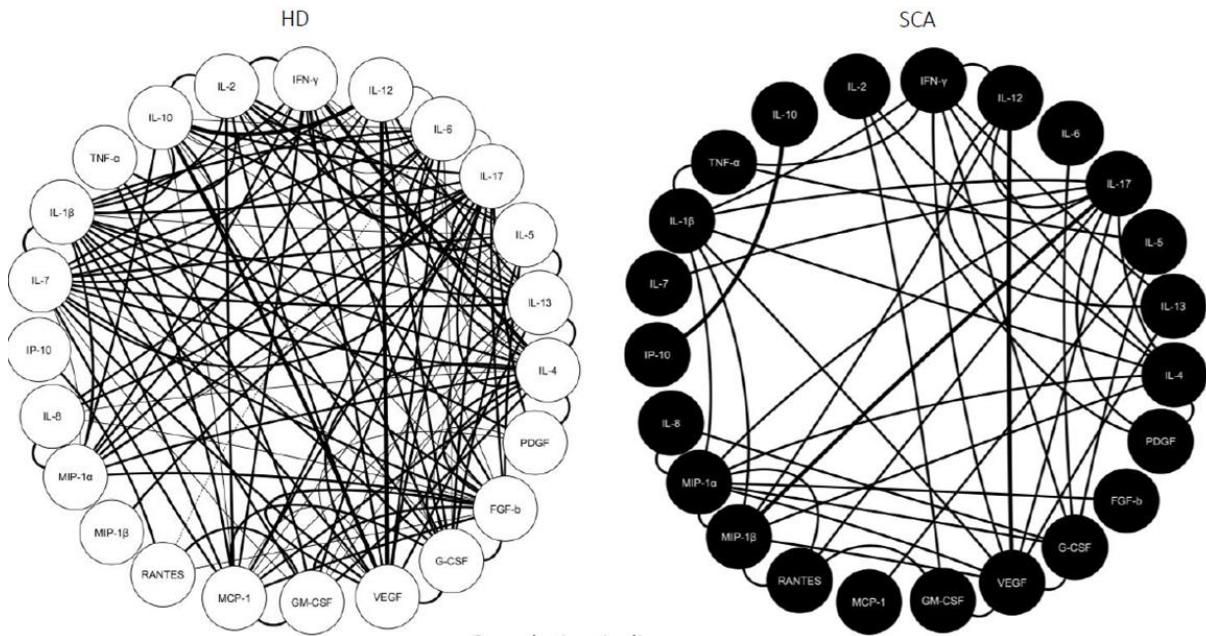 HD
SCA
IL-2
IFN-γ
IL-12
IL-6
IL-17
IL-5
IL-13
IL-4
PDGF
FGF-b
G-CSF
VEGF
GM-CSF
MCP-1
RANTES
MIP-1β
MIP-1α
IL-8
IP-10
IL-7
IL-1β
TNF-α
IL-10
IL-2
IFN-γ
IL-12
IL-6
IL-17
IL-5
IL-13
IL-4
PDGF
FGF-b
G-CSF
VEGF
GM-CSF
MCP-1
RANTES
MIP-1β
MIP-1α
IL-8
IP-10
IL-7
IL-1β
TNF-α
IL-10